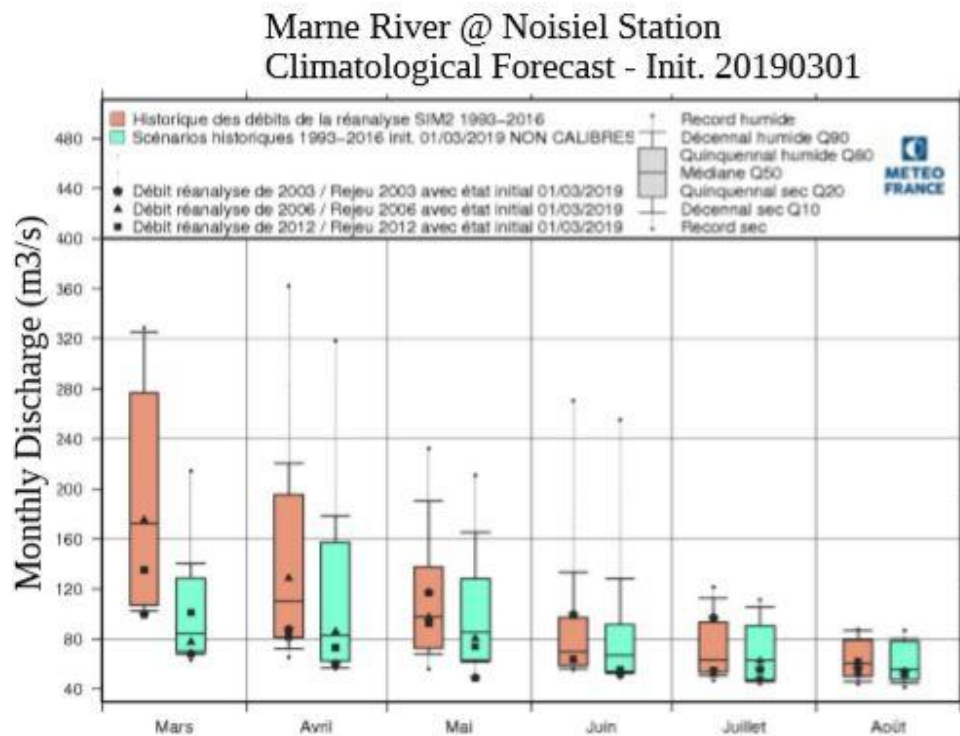 Marne River @ Noisiel Station
Climatological Forecast - Init. 20190301
Historique des débits de la réanalyse SIM2 1993-2016
Scénarios historiques 1993-2016 init. 01/03/2019 NON CALIBRES
Débit réanalyse de 2003 / Rejeu 2003 avec état initial 01/03/2019
Débit réanalyse de 2006 / Rejeu 2006 avec état initial 01/03/2019
Débit réanalyse de 2012 / Rejeu 2012 avec état initial 01/03/2019
Record humide
Décennal humide Q90
Quinquennal humide Q80
Médiane Q50
Quinquennal sec Q20
Décennal sec Q10
Record sec
METEO
FRANCE
Monthly Discharge (m3/s)
480
440
400
360
320
280
240
200
160
120
80
40
Mars Avril Mai Juin Juillet Août